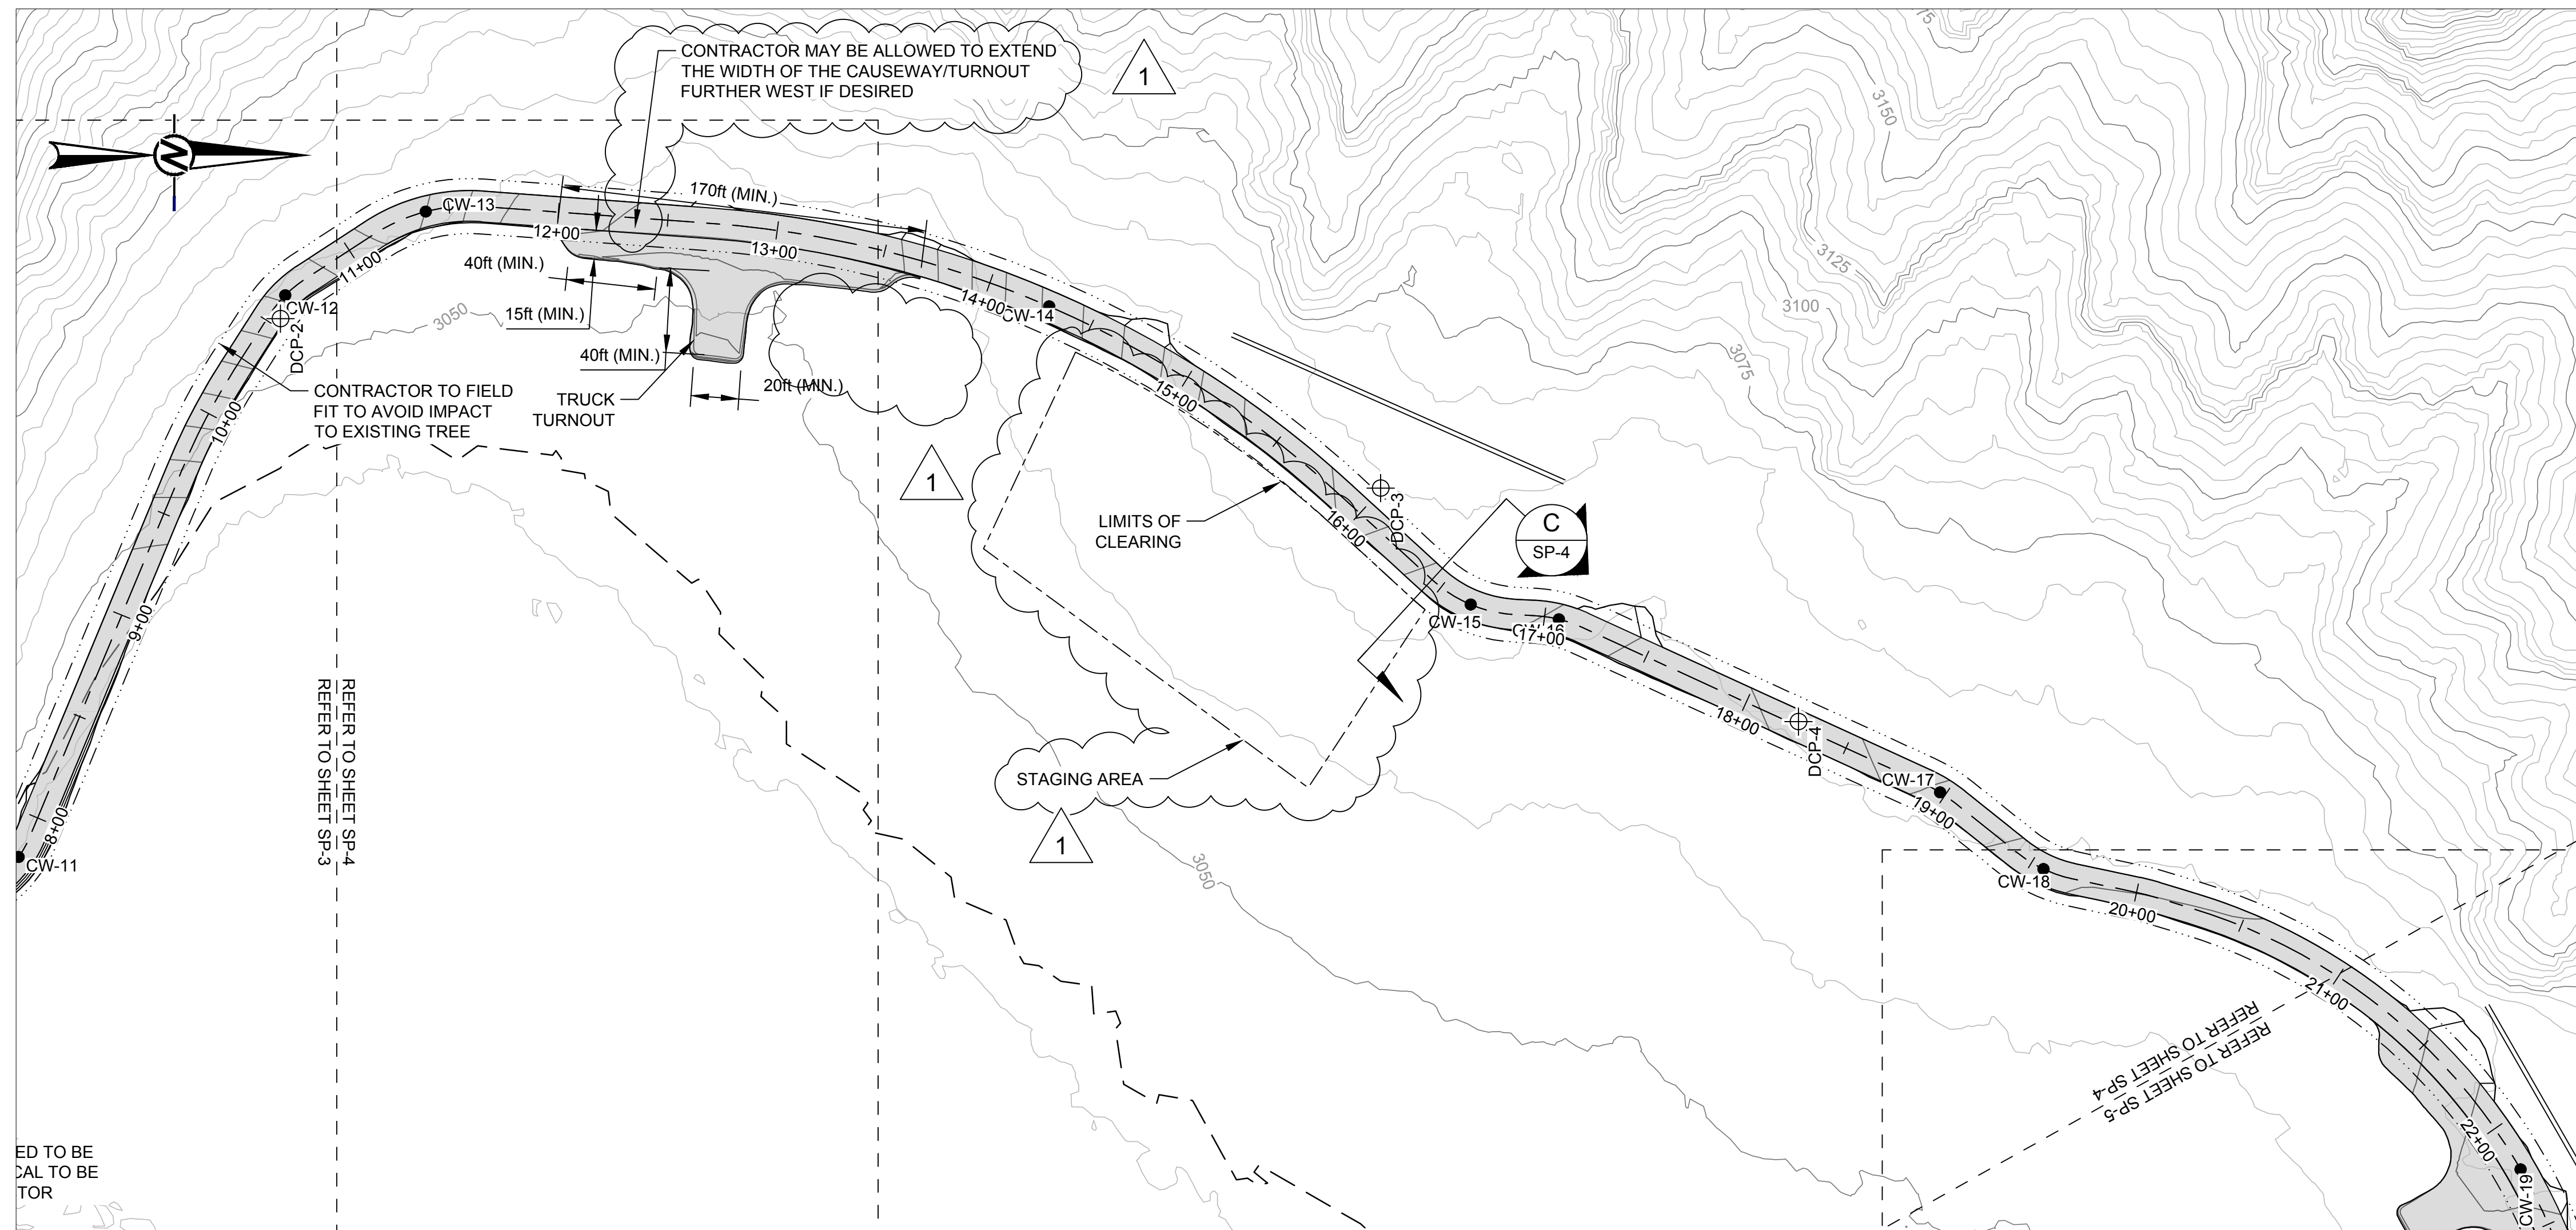 CONTRACTOR MAY BE ALLOWED TO EXTEND
THE WIDTH OF THE CAUSEWAY/TURNOUT
FURTHER WEST IF DESIRED
1
75
3150
3125
3100
3075
N
CW-13
170ft (MIN.)
12+00
13+00
40ft (MIN.)
11+00
CW-12
DCP-2
3050
15ft (MIN.)
40ft (MIN.)
20ft (MIN.)
TRUCK
TURNOUT
14+00
CW-14
CONTRACTOR TO FIELD
FIT TO AVOID IMPACT
TO EXISTING TREE
10+00
15+00
1
LIMITS OF
CLEARING
16+00
DCP-3
C
SP-4
9+00
CW-15
CW-16
17+00
REFER TO SHEET SP-3
REFER TO SHEET SP-4
18+00
DCP-4
STAGING AREA
CW-17
19+00
8+00
CW-11
1
3050
CW-18
20+00
21+00
REFER TO SHEET SP-4
REFER TO SHEET SP-5
22+00
CW-19
ED TO BE
CAL TO BE
TOR